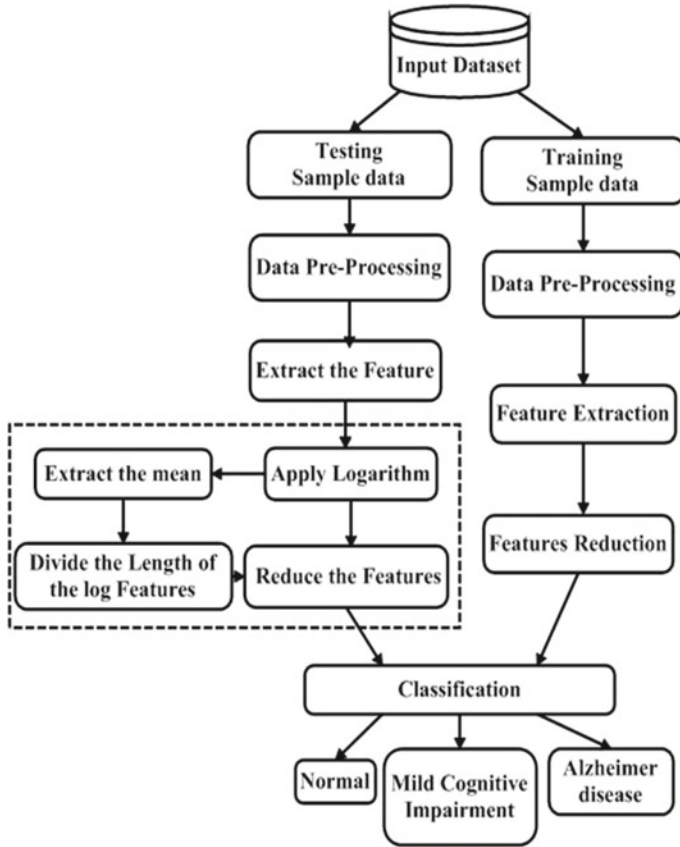 Input Dataset
Testing
Sample data
Training
Sample data
Data Pre-Processing
Data Pre-Processing
Extract the Feature
Feature Extraction
Extract the mean
Apply Logarithm
Divide the Length of
the log Features
Reduce the Features
Features Reduction
Classification
Normal
Mild Cognitive
Impairment
Alzheimer
disease